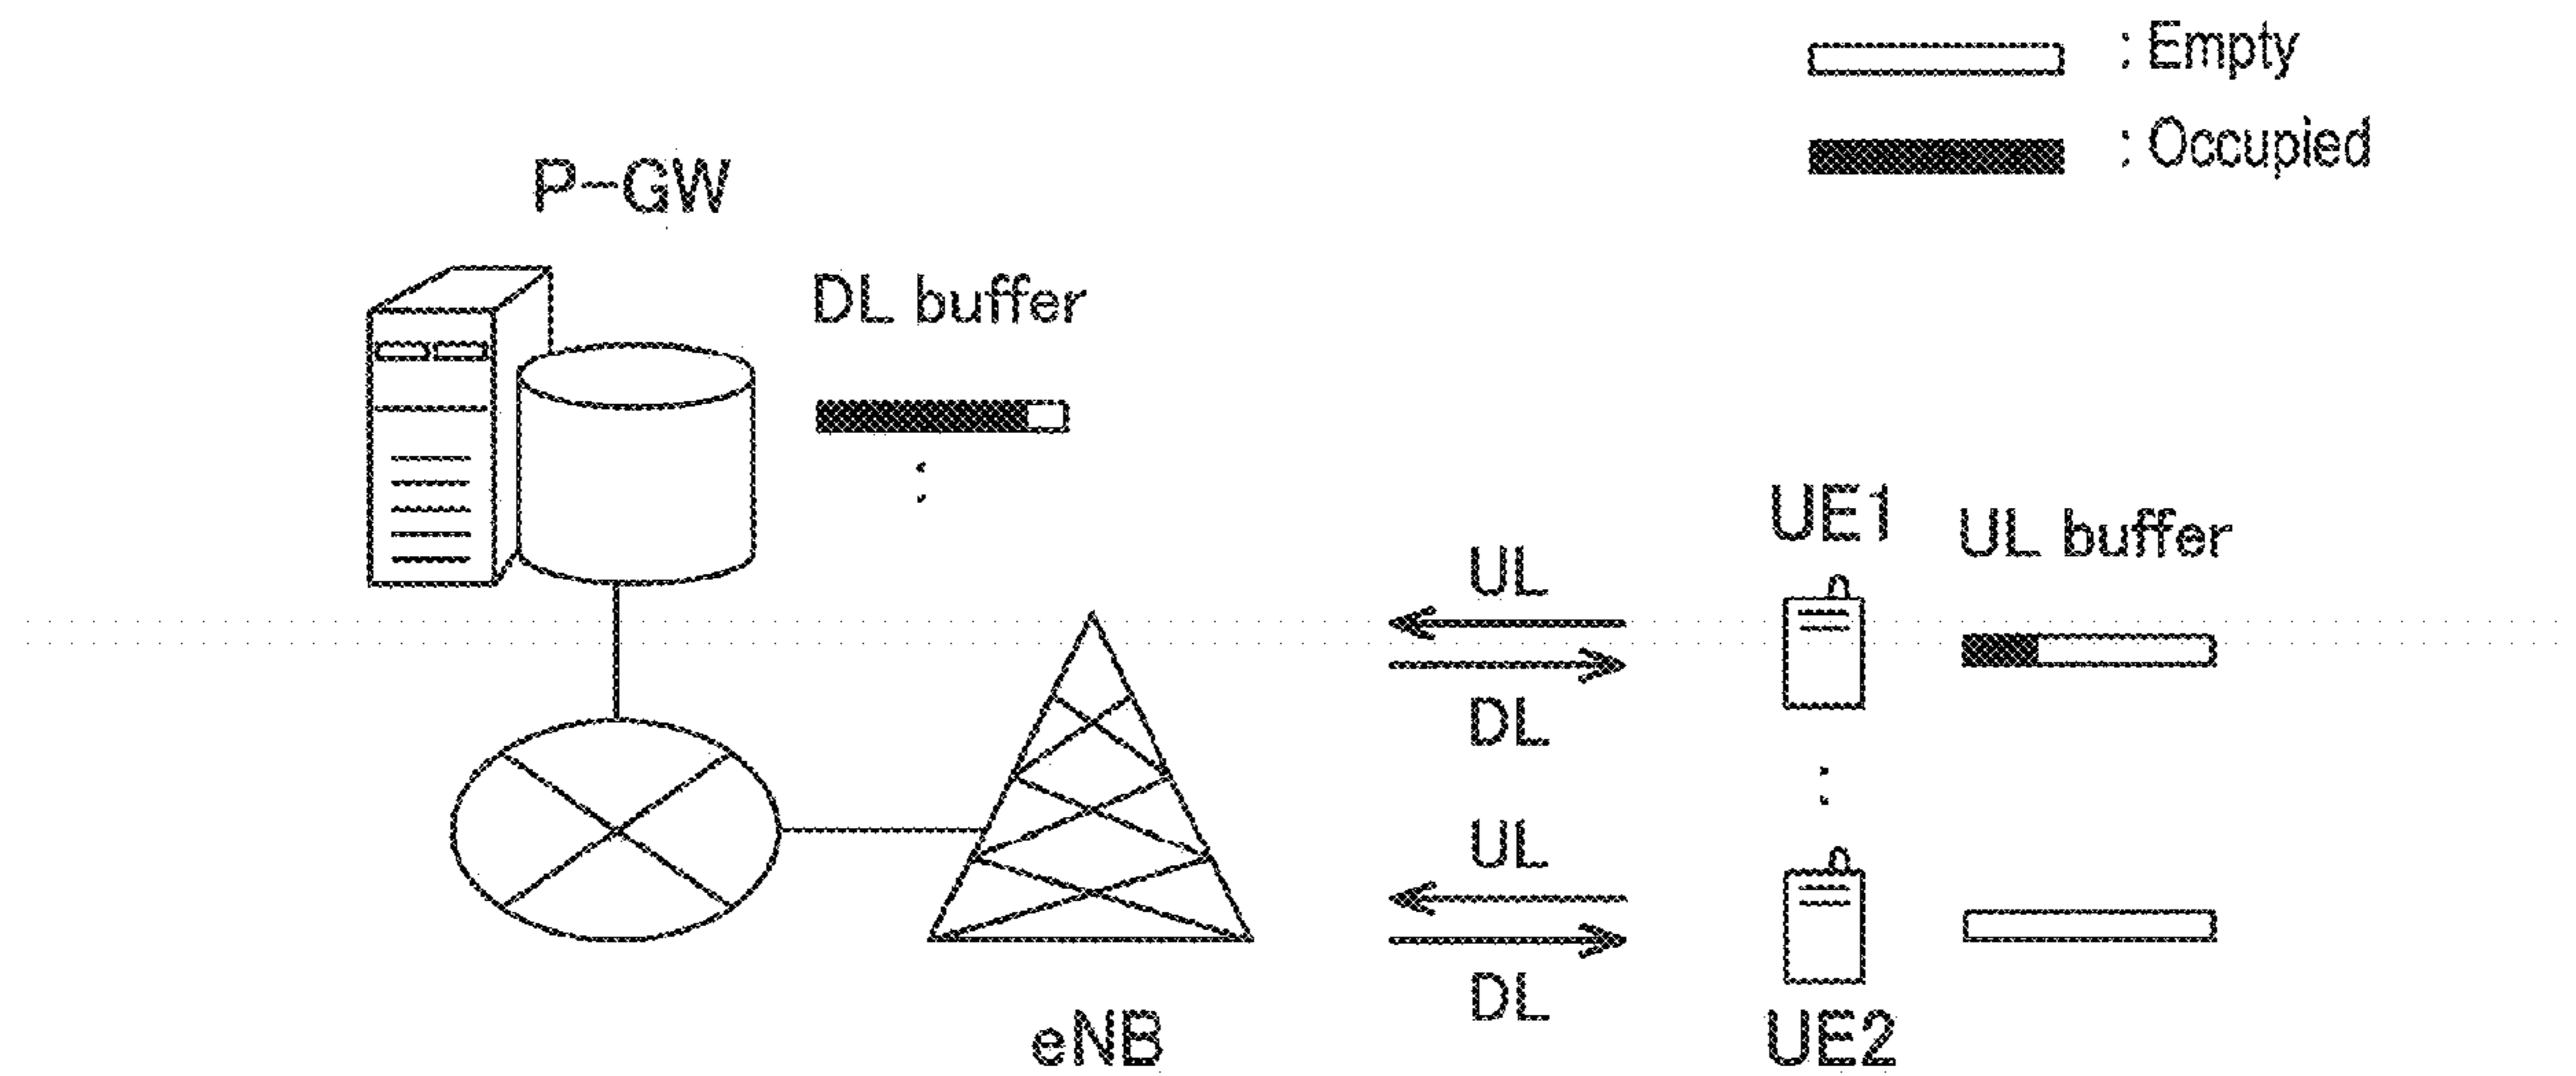 : Empty
: Occupied
P-GW
DL buffer
UE1
UL buffer
UL
DL
UL
DL
eNB
UE2